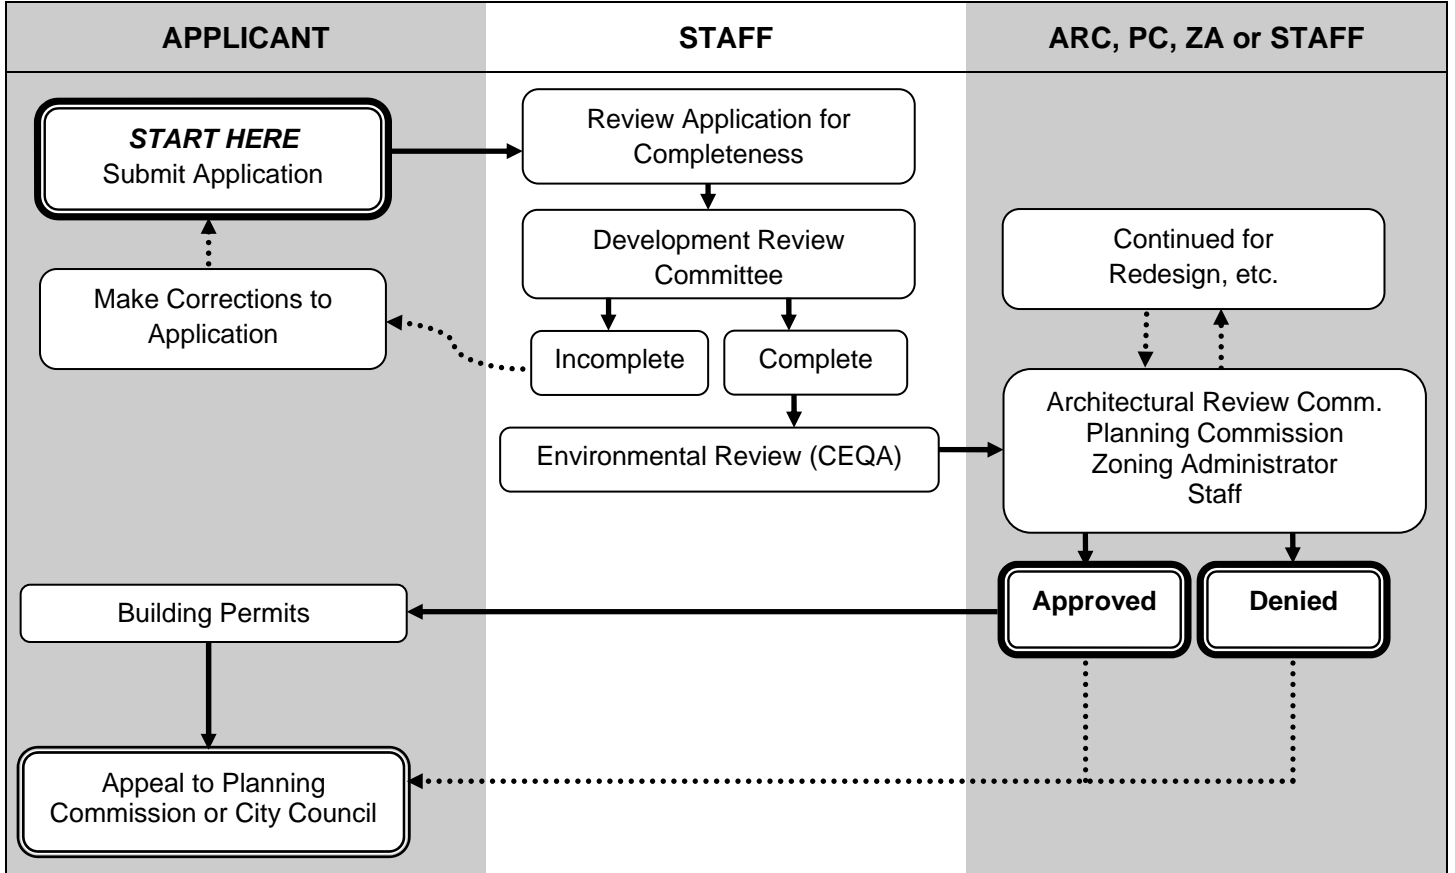 APPLICANT
STAFF
ARC, PC, ZA or STAFF
START HERE
Submit Application
Review Application for
Completeness
Development Review
Committee
Continued for
Redesign, etc.
Make Corrections to
Application
Incomplete
Complete
Architectural Review Comm.
Planning Commission
Zoning Administrator
Staff
Environmental Review (CEQA)
Approved
Denied
Building Permits
Appeal to Planning
Commission or City Council